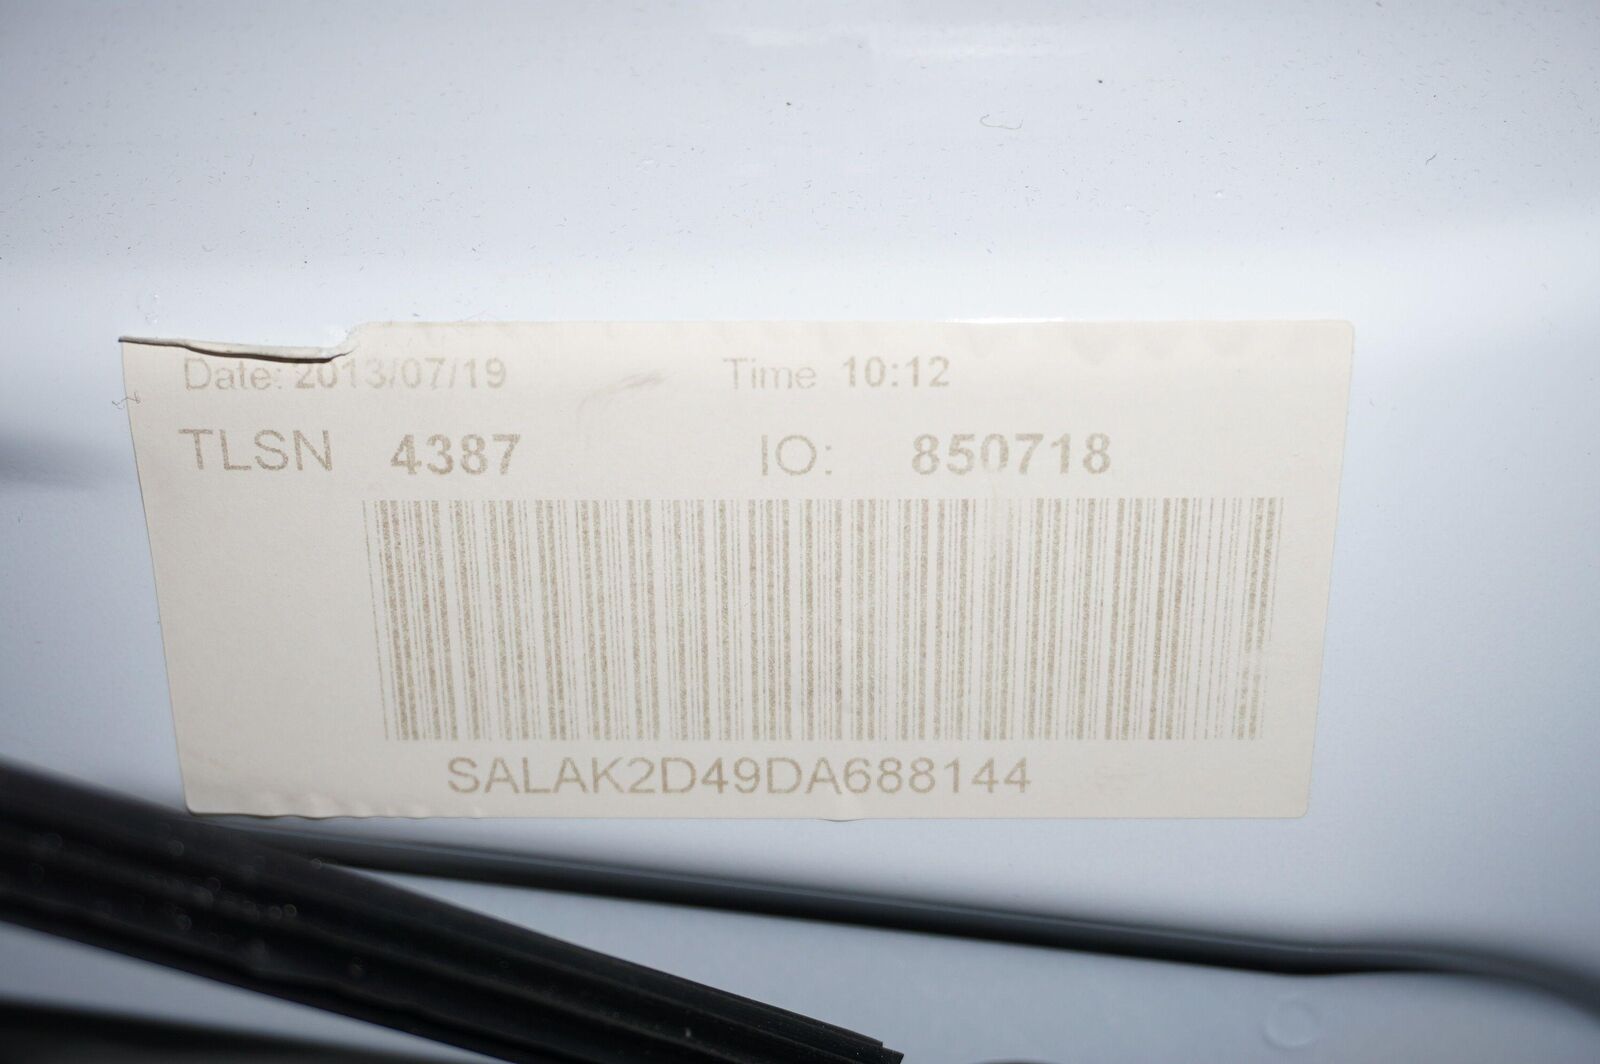 Date: 2013/07/19 Time 10:12
TLSN 4387 IO: 850718
SALAK2D49DA688144